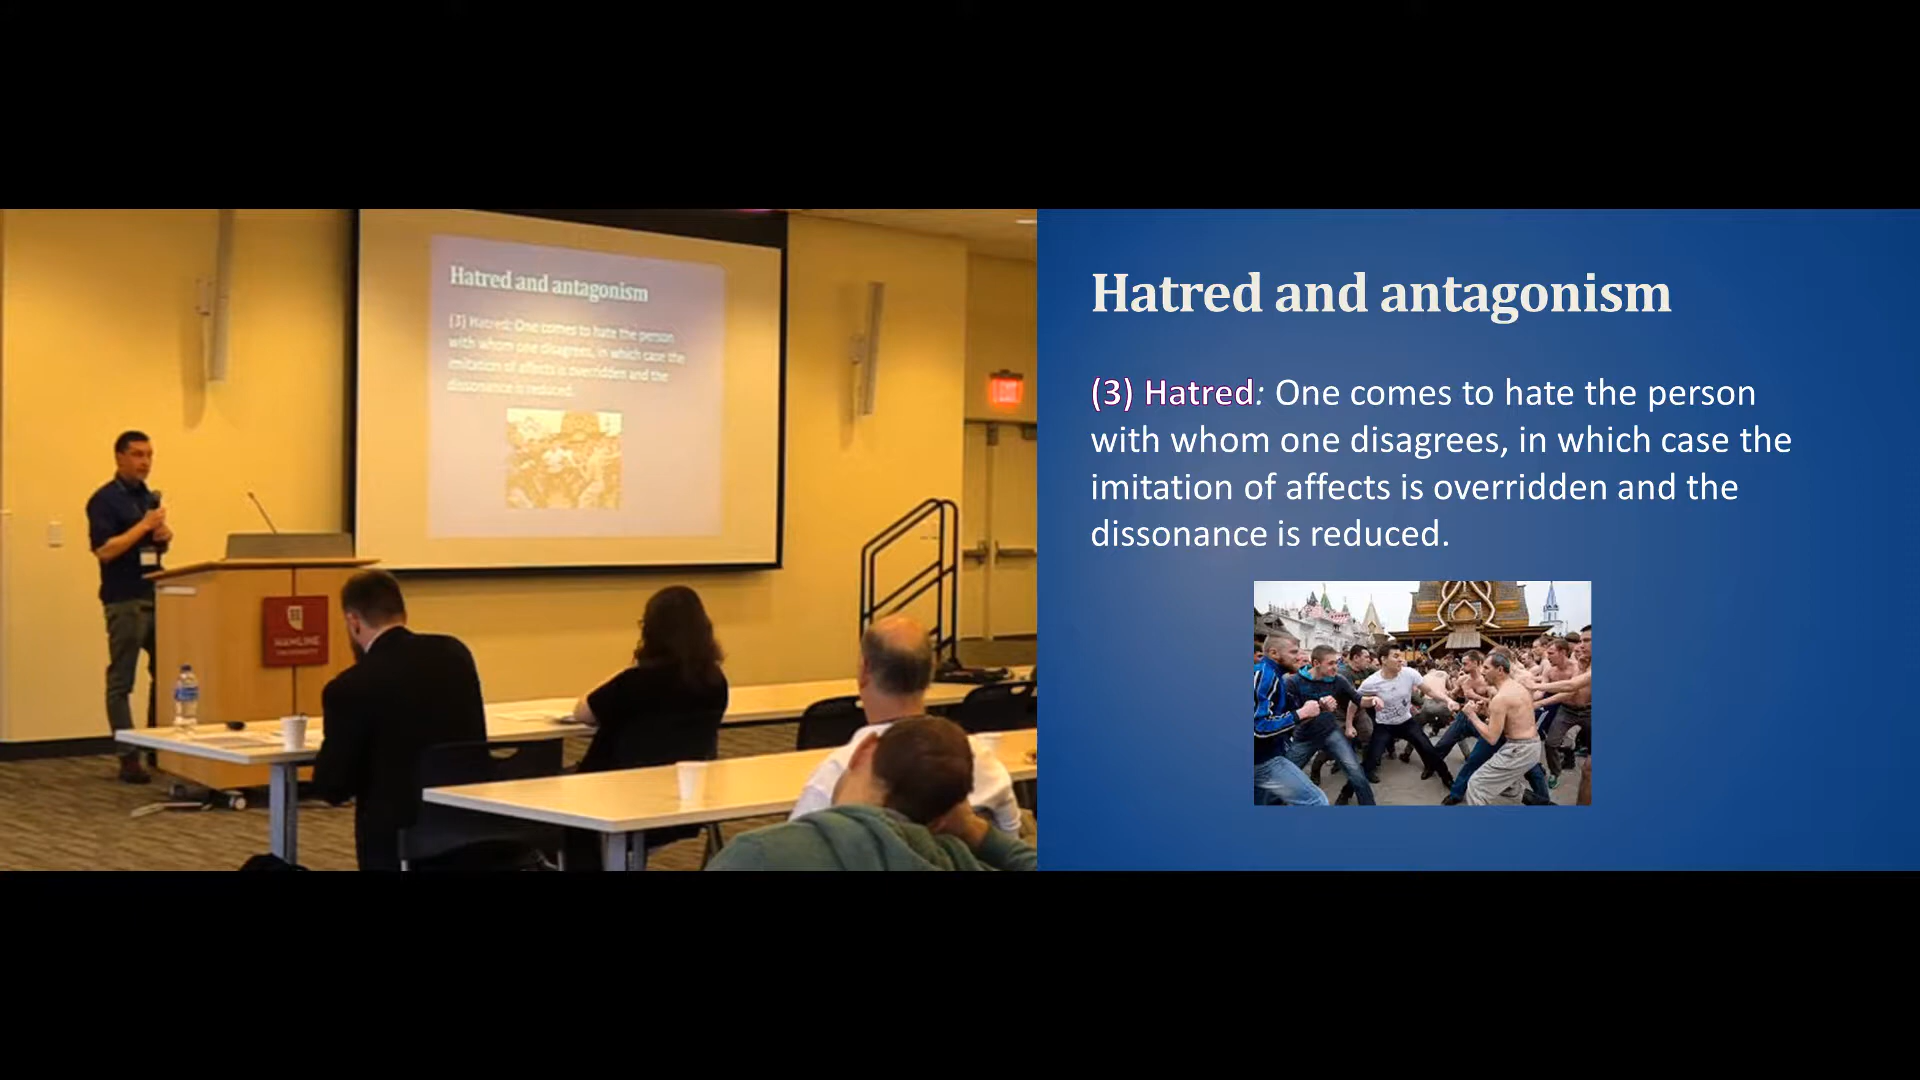 Hatred and antagonism
(3) Hatred: One comes to hate the person
with whom one disagrees, in which case the
imitation of affects is overridden and the
dissonance is reduced.
EXIT
HAMLINE
UNIVERSITY
Hatred and antagonism
(3) Hatred: One comes to hate the person
with whom one disagrees, in which case the
imitation of affects is overridden and the
dissonance is reduced.